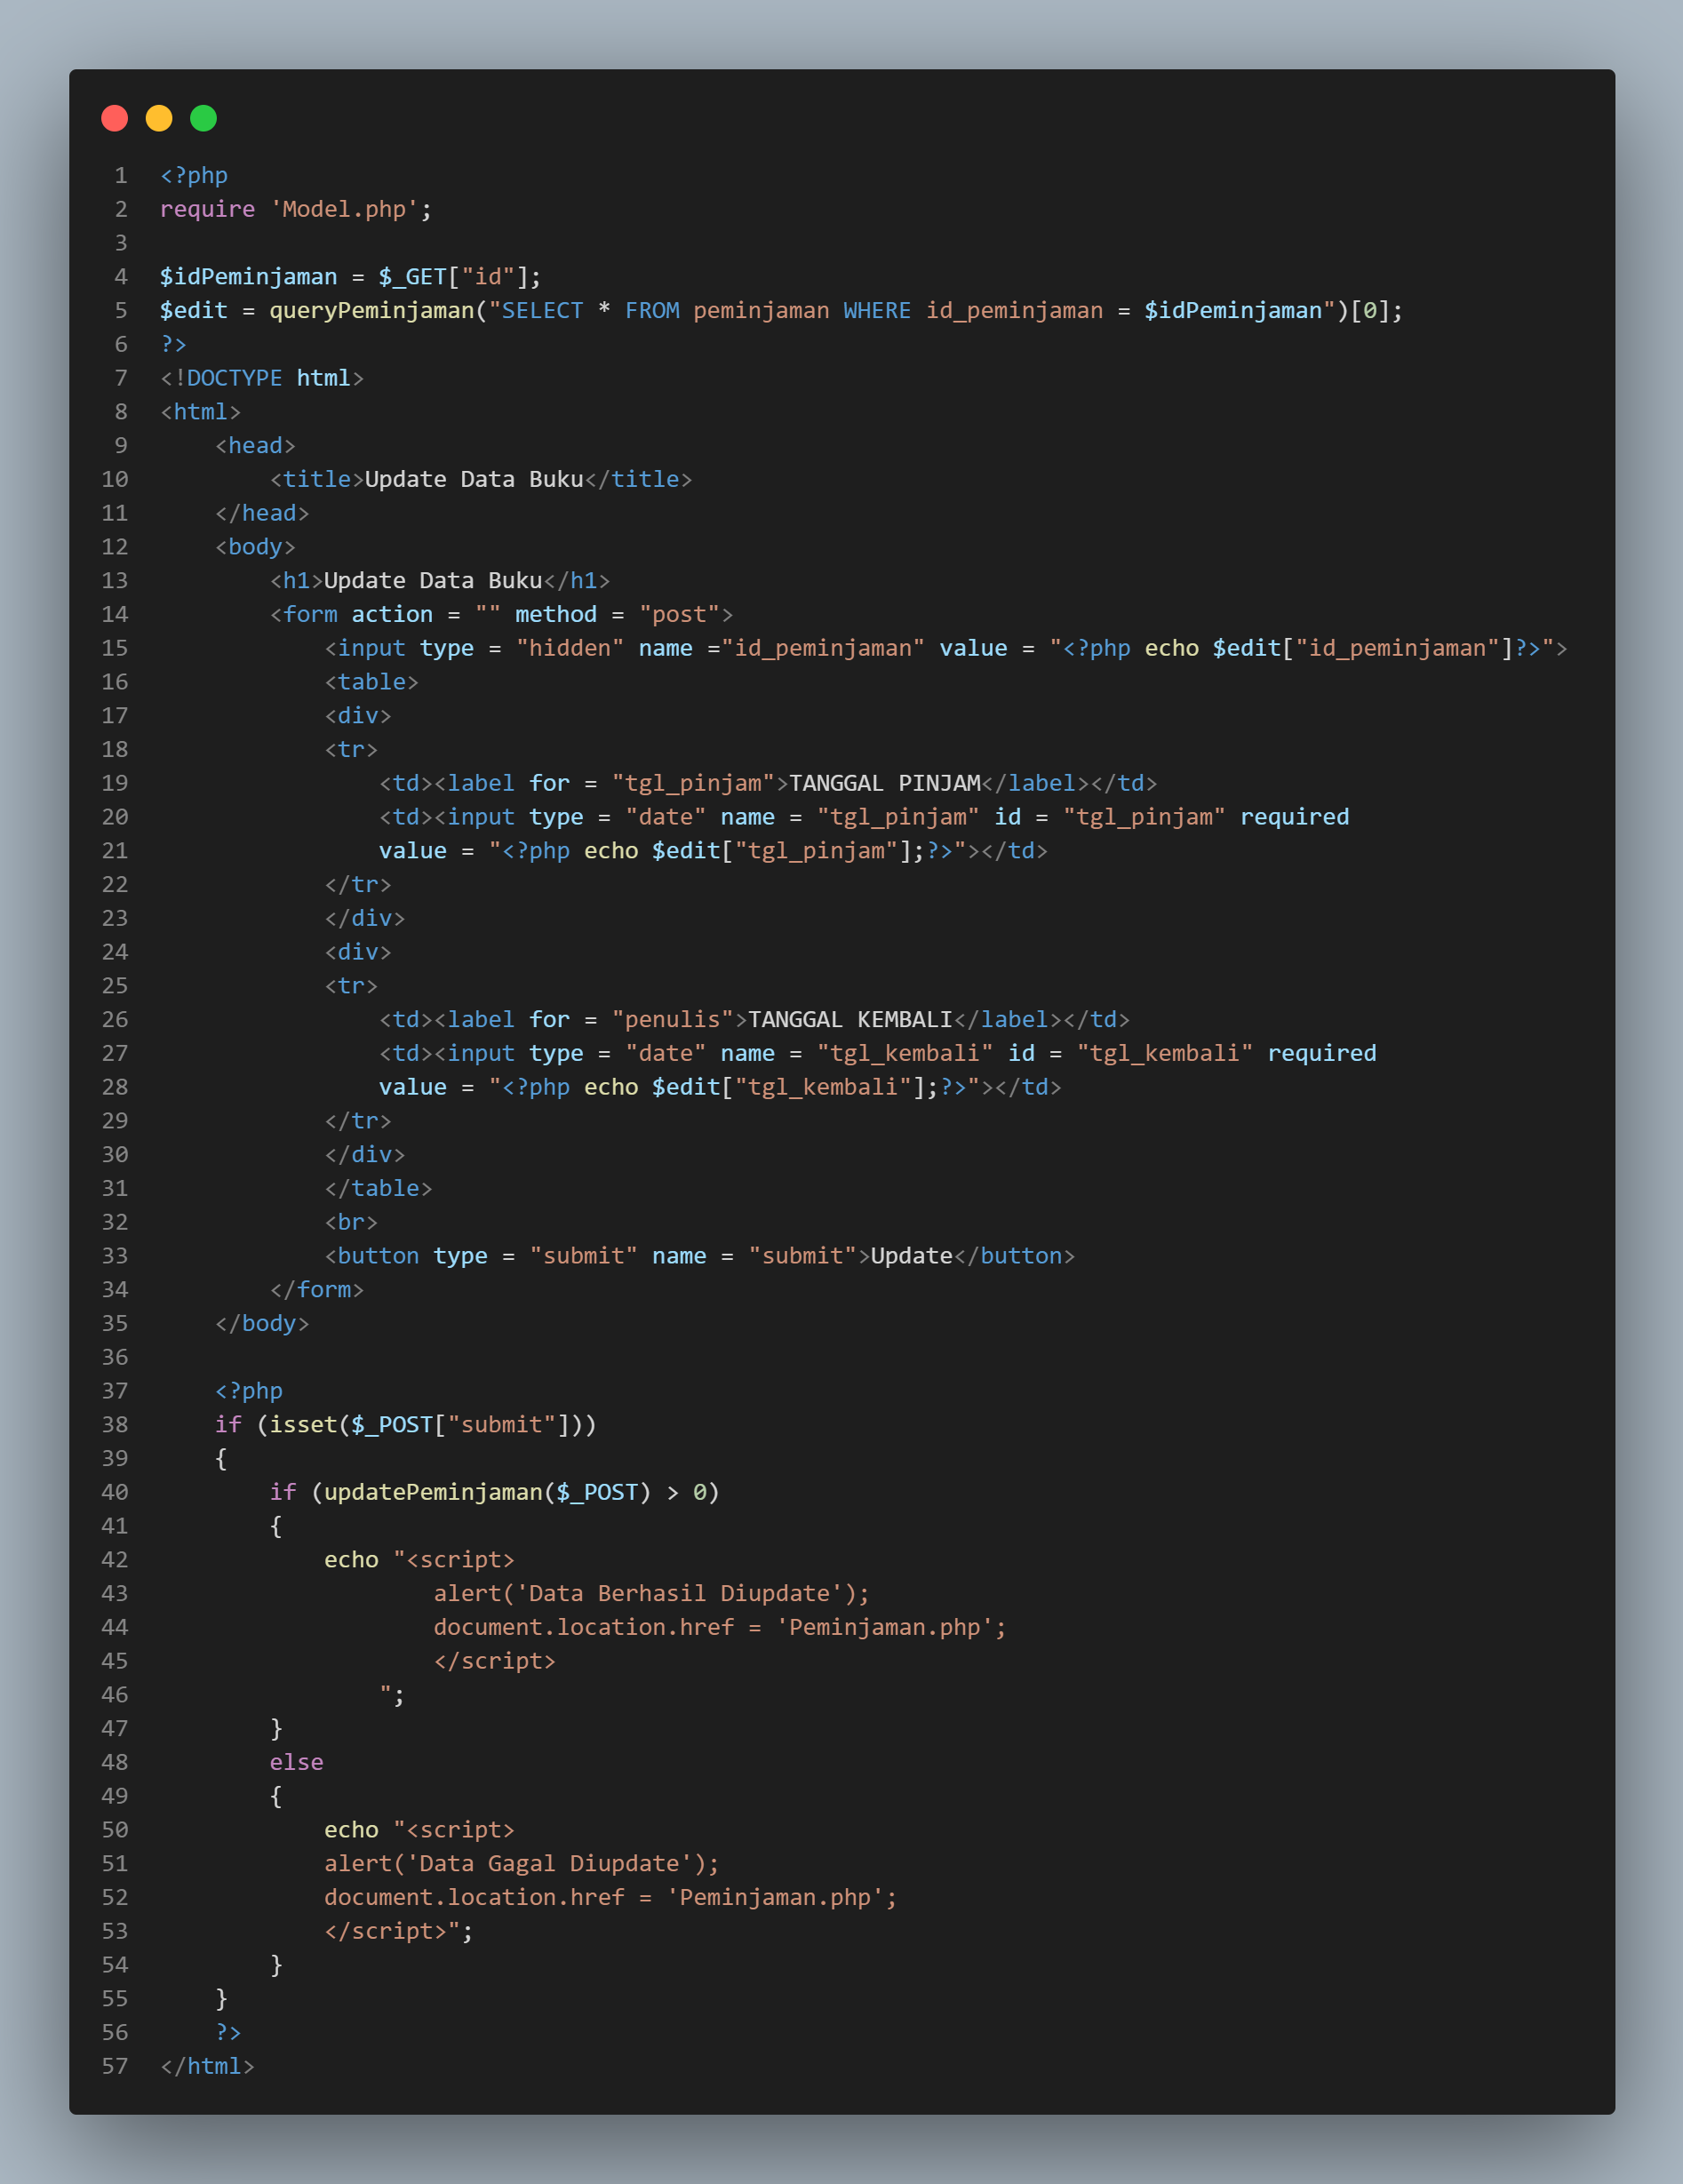 1 <?php
2 require 'Model.php';
3
4 $idPeminjaman = $_GET["id"];
5 $edit = queryPeminjaman("SELECT * FROM peminjaman WHERE id_peminjaman = $idPeminjaman")[0];
6 ?>
7 <!DOCTYPE html>
8 <html>
9     <head>
10         <title>Update Data Buku</title>
11     </head>
12     <body>
13         <h1>Update Data Buku</h1>
14         <form action = "" method = "post">
15             <input type = "hidden" name ="id_peminjaman" value = "<?php echo $edit["id_peminjaman"]?>">
16             <table>
17             <div>
18             <tr>
19                 <td><label for = "tgl_pinjam">TANGGAL PINJAM</label></td>
20                 <td><input type = "date" name = "tgl_pinjam" id = "tgl_pinjam" required
21                 value = "<?php echo $edit["tgl_pinjam"];?>"></td>
22             </tr>
23             </div>
24             <div>
25             <tr>
26                 <td><label for = "penulis">TANGGAL KEMBALI</label></td>
27                 <td><input type = "date" name = "tgl_kembali" id = "tgl_kembali" required
28                 value = "<?php echo $edit["tgl_kembali"];?>"></td>
29             </tr>
30             </div>
31             </table>
32             <br>
33             <button type = "submit" name = "submit">Update</button>
34         </form>
35     </body>
36
37     <?php
38     if (isset($_POST["submit"]))
39     {
40         if (updatePeminjaman($_POST) > 0)
41         {
42             echo "<script>
43                     alert('Data Berhasil Diupdate');
44                     document.location.href = 'Peminjaman.php';
45                     </script>
46                 ";
47         }
48         else
49         {
50             echo "<script>
51             alert('Data Gagal Diupdate');
52             document.location.href = 'Peminjaman.php';
53             </script>";
54         }
55     }
56     ?>
57 </html>